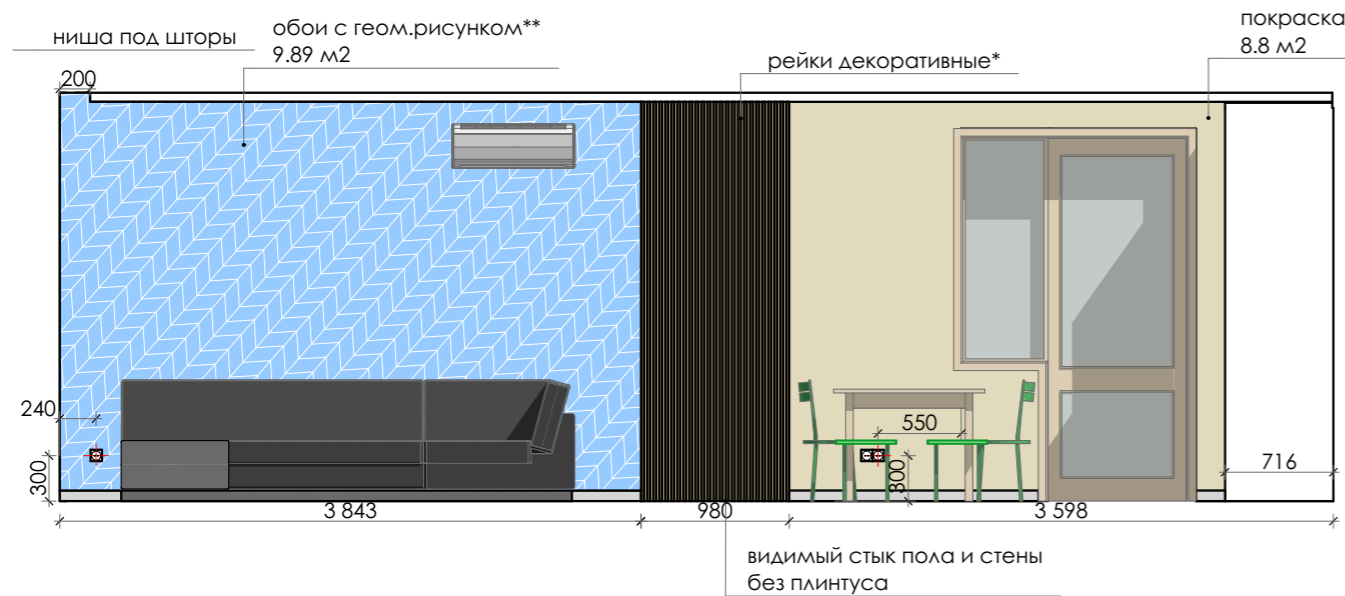 ниша под шторы
обои с геом.рисунком**
9.89 м2
рейки декоративные*
покраска
8.8 м2
200
240
300
550
300
716
3 843
980
3 598
видимый стык пола и стены
без плинтуса